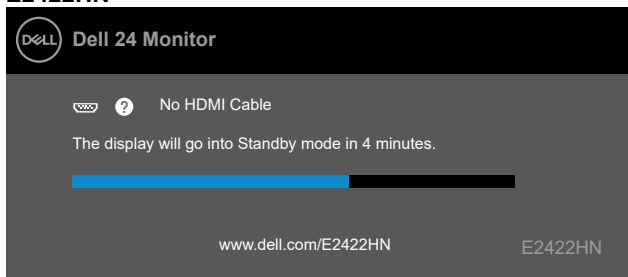 E2422HN
DELL Dell 24 Monitor
? No HDMI Cable
The display will go into Standby mode in 4 minutes.
www.dell.com/E2422HN
E2422HN